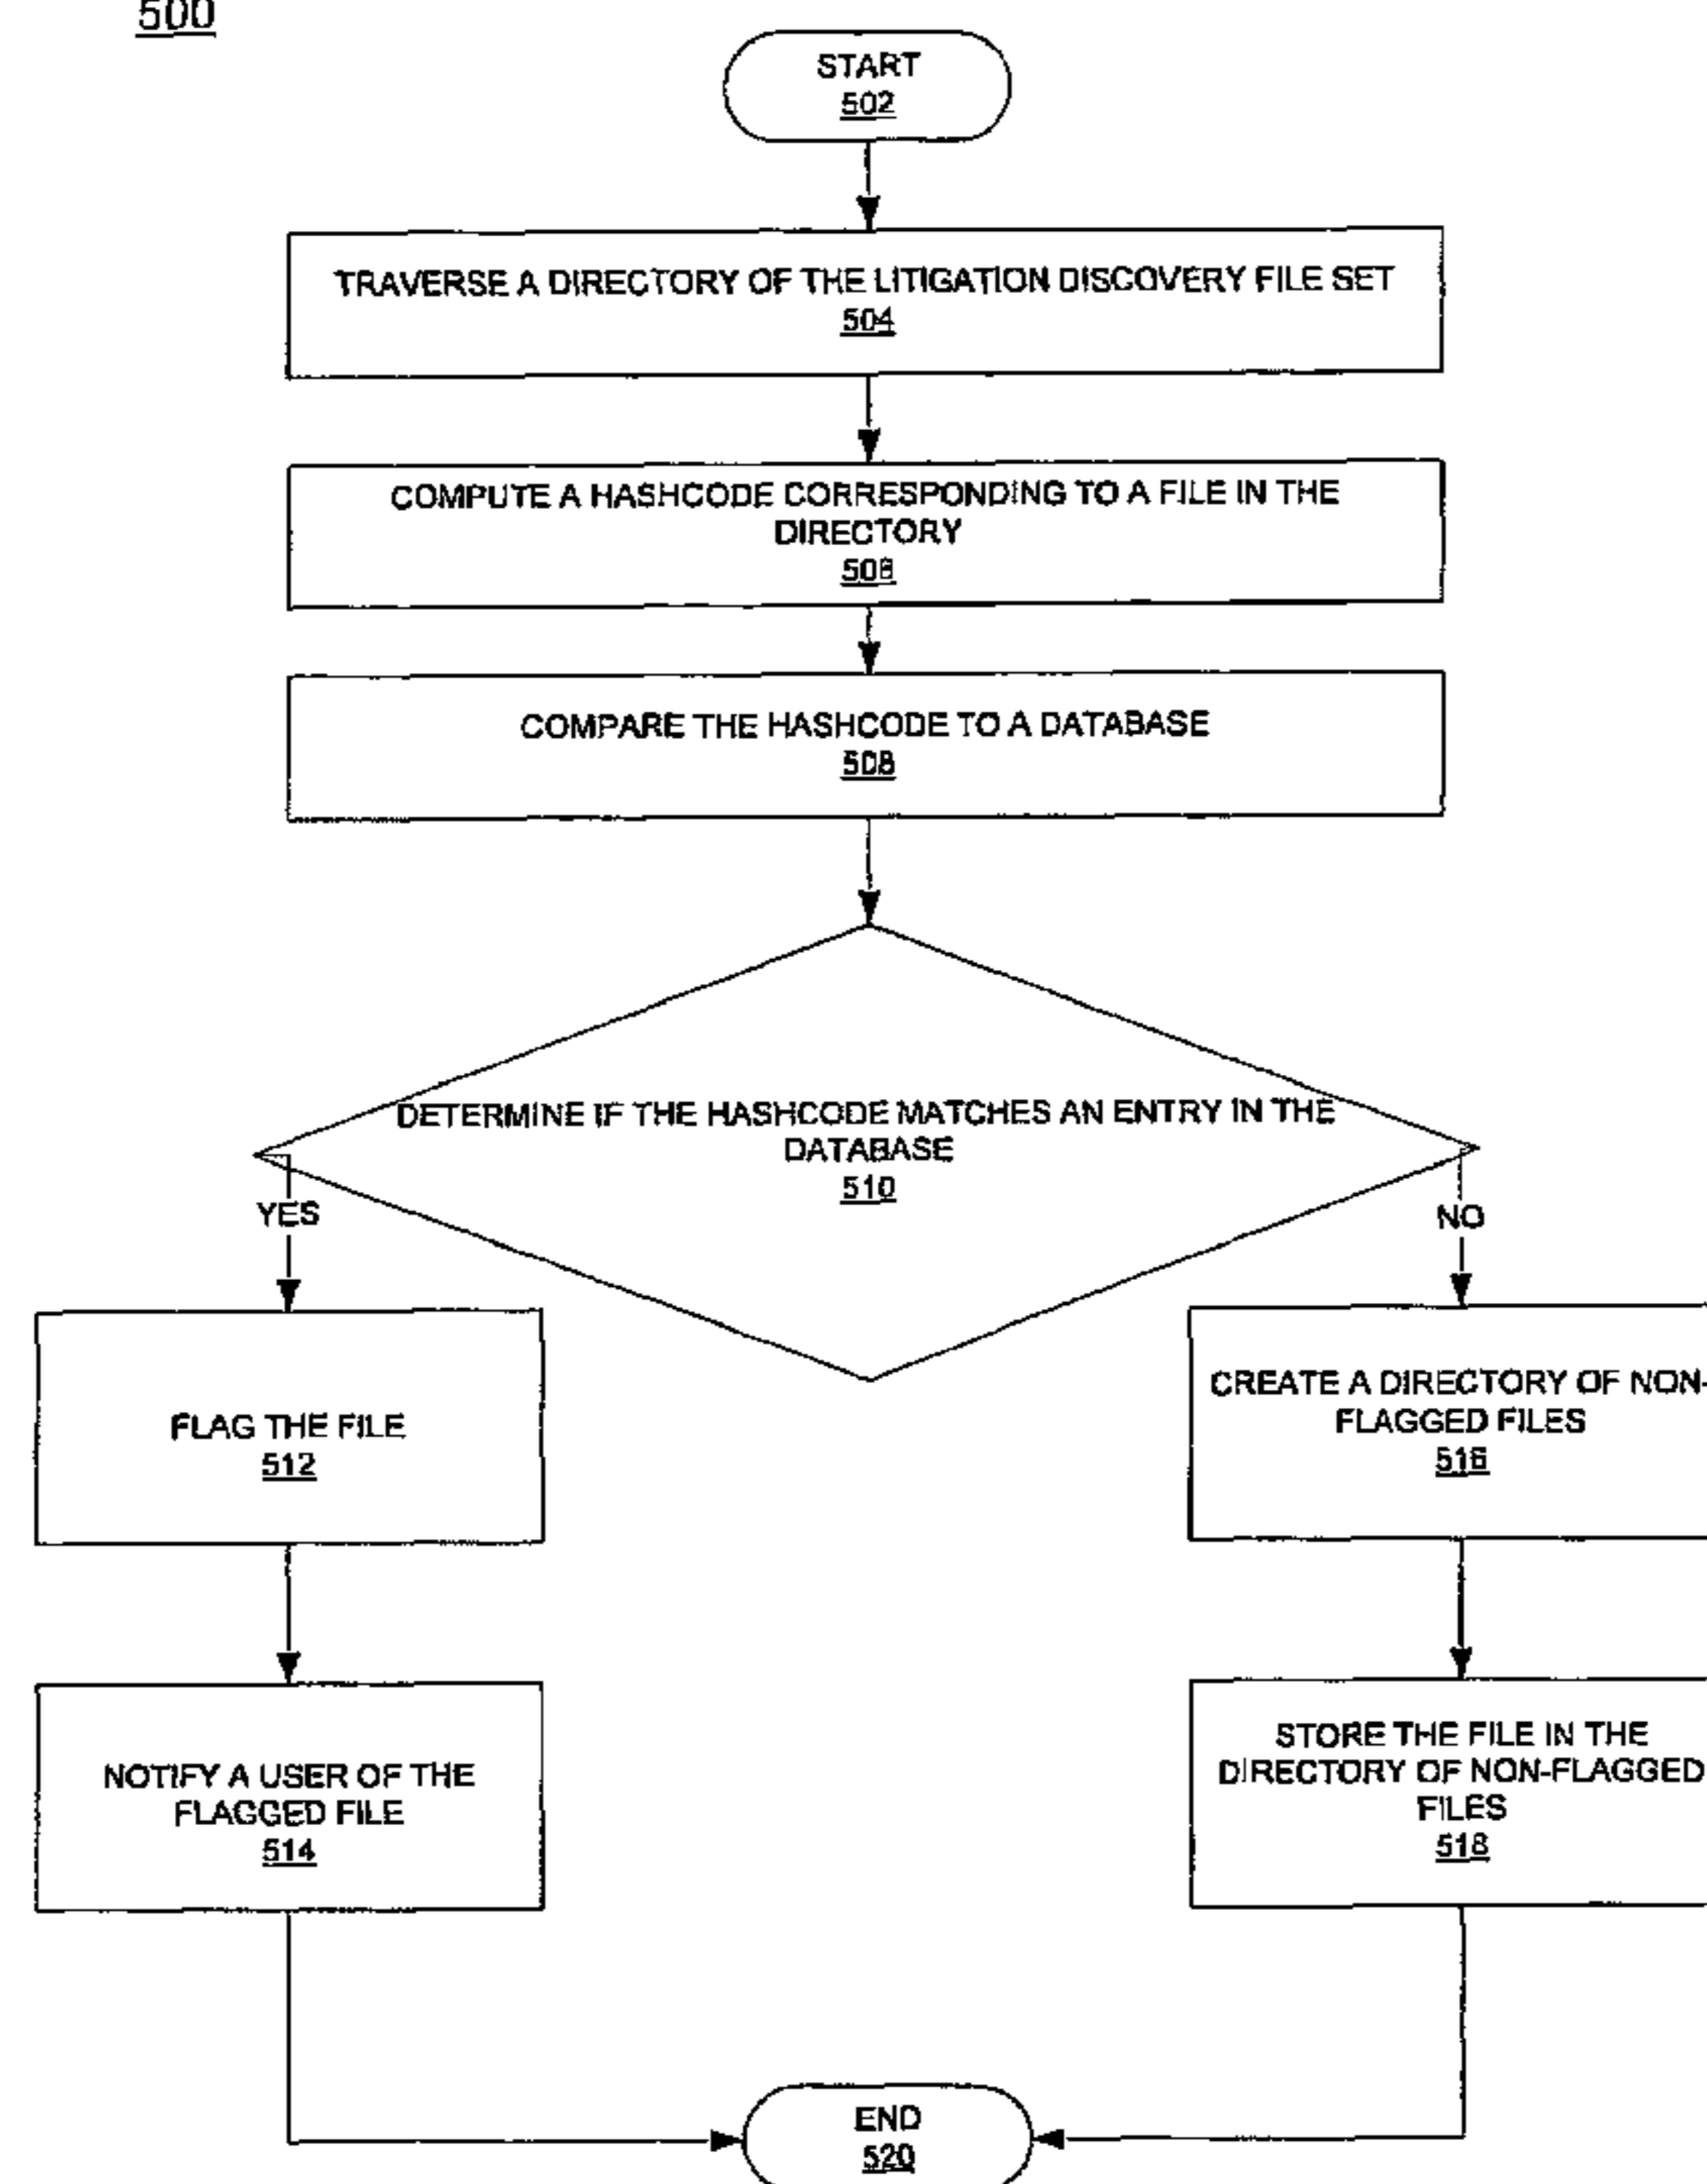 500
START
502
TRAVERSE A DIRECTORY OF THE LITIGATION DISCOVERY FILE SET
504
COMPUTE A HASHCODE CORRESPONDING TO A FILE IN THE
DIRECTORY
506
COMPARE THE HASHCODE TO A DATABASE
508
DETERMINE IF THE HASHCODE MATCHES AN ENTRY IN THE
DATABASE
510
YES
NO
FLAG THE FILE
512
CREATE A DIRECTORY OF NON-
FLAGGED FILES
516
NOTIFY A USER OF THE
FLAGGED FILE
514
STORE THE FILE IN THE
DIRECTORY OF NON-FLAGGED
FILES
518
END
520